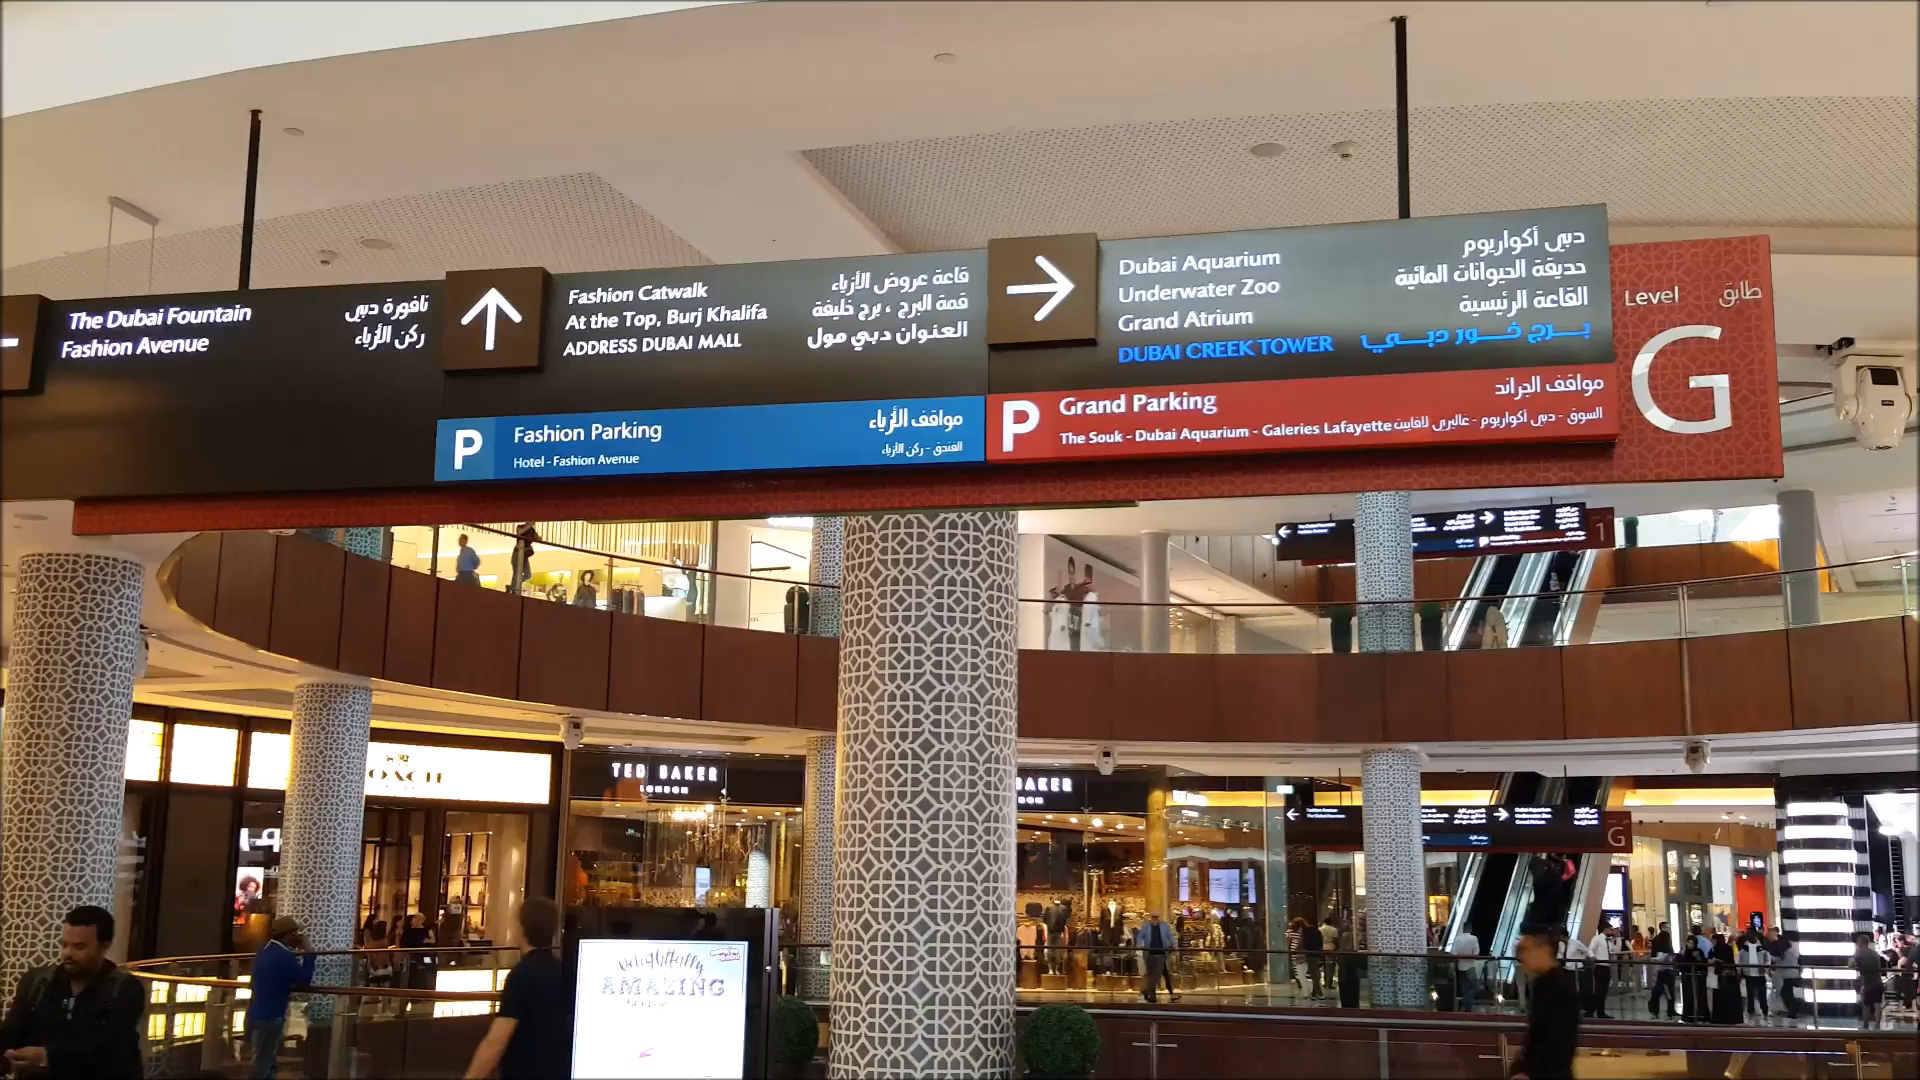 The Dubai Fountain
نافورة دبي
Fashion Avenue
ركن الأزياء
Fashion Catwalk
قاعة عروض الأزياء
At the Top, Burj Khalifa
قمة البرج ، برج خليفة
ADDRESS DUBAI MALL
العنوان دبي مول
P
Fashion Parking
مواقف الأزياء
Hotel - Fashion Avenue
الفندق - ركن الأزياء
Dubai Aquarium
دبي أكواريوم
Underwater Zoo
حديقة الحيوانات المائية
Grand Atrium
القاعة الرئيسية
DUBAI CREEK TOWER
برج خور دبي
P
Grand Parking
مواقف الجراند
The Souk - Dubai Aquarium - Galeries Lafayette
السوق - دبي أكواريوم - غاليري لافاييت
Level
طابق
G
1
TED BAKER
LONDON
BAKER
G
AMAZING